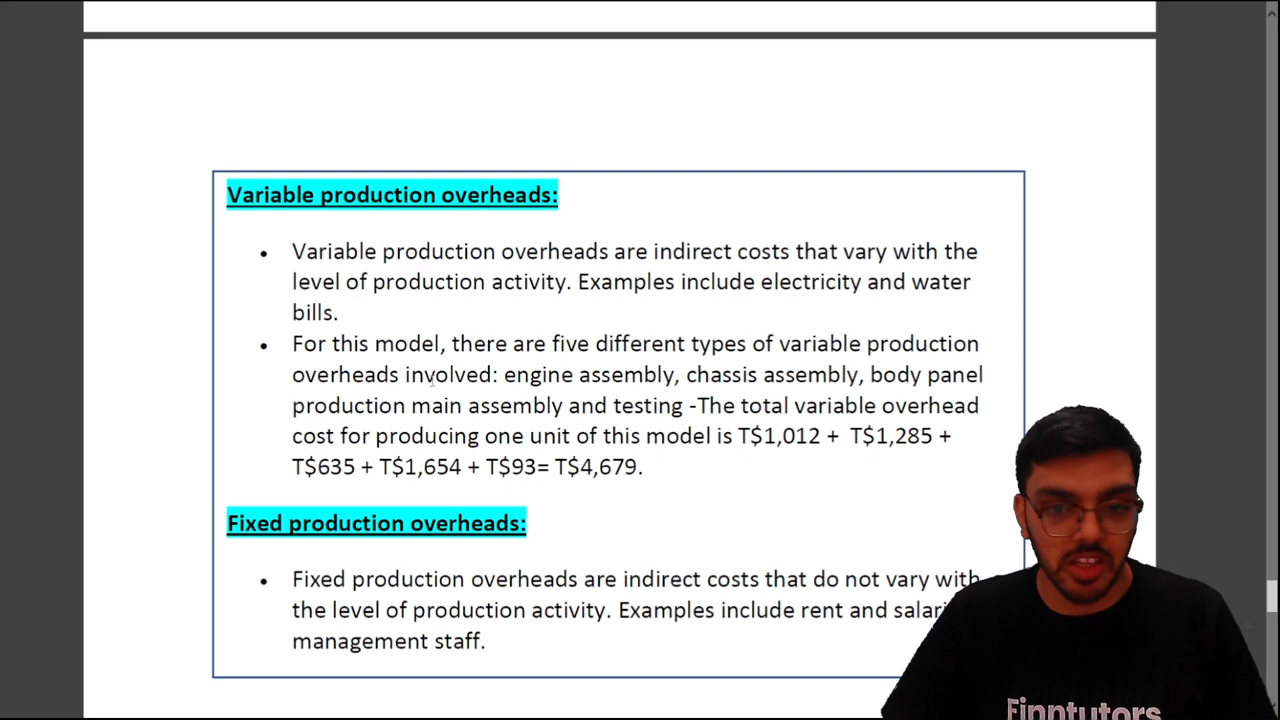 Variable production overheads:
Variable production overheads are indirect costs that vary with the
level of production activity. Examples include electricity and water
bills.
For this model, there are five different types of variable production
overheads involved: engine assembly, chassis assembly, body panel
production main assembly and testing -The total variable overhead
cost for producing one unit of this model is T$1,012 + T$1,285 +
T$635 + T$1,654 + T$93= T$4,679.
Fixed production overheads:
Fixed production overheads are indirect costs that do not vary with
the level of production activity. Examples include rent and
management staff.
Finntutors